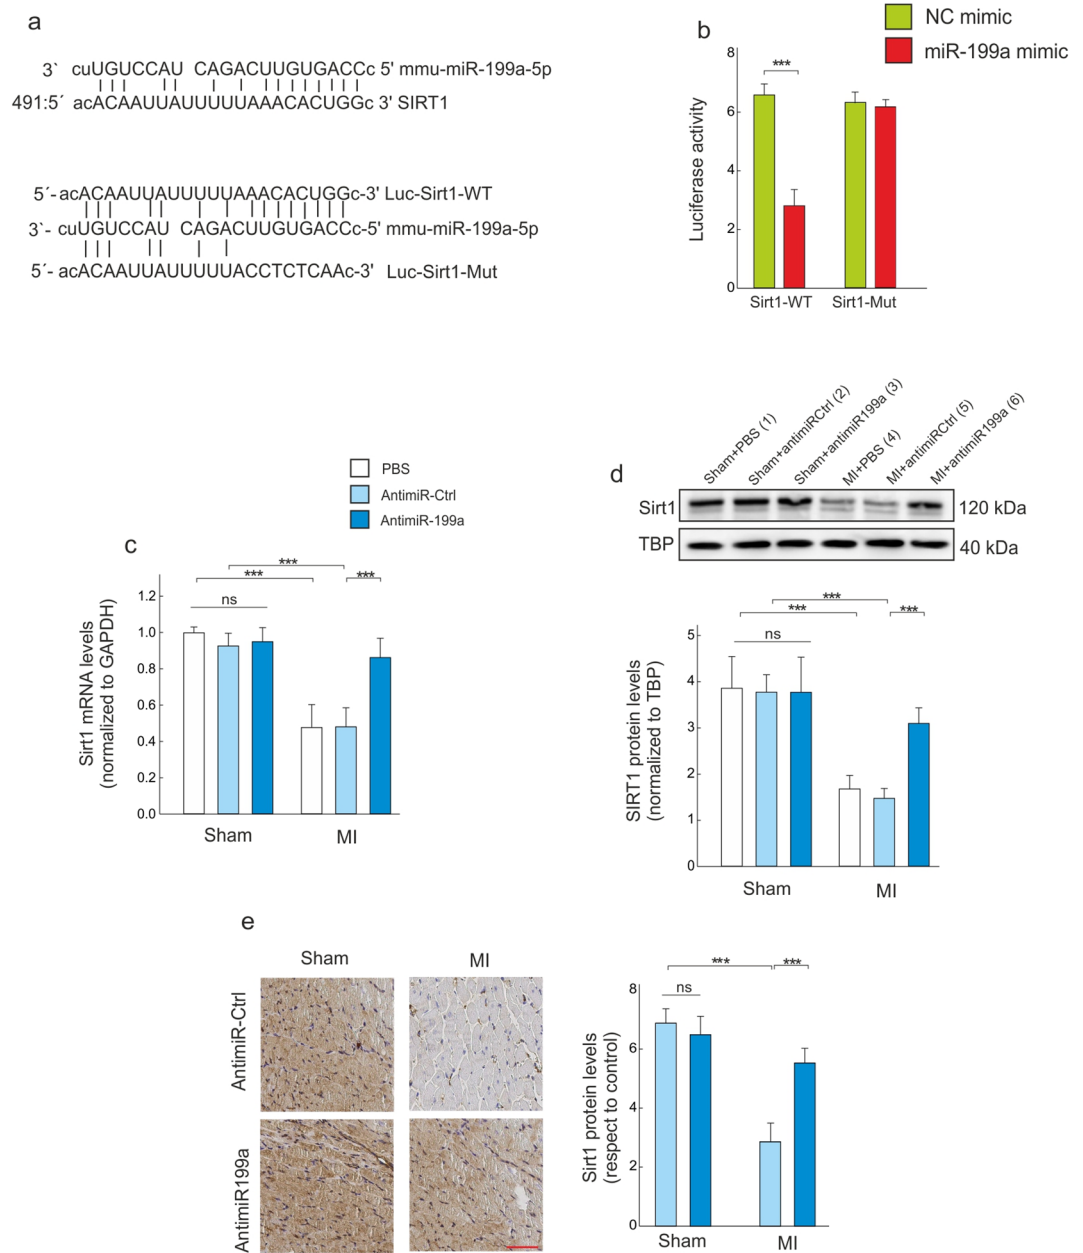 a
3` cuUGUCCAU CAGACUUGUGACCc 5' mmu-miR-199a-5p
491:5´ acACAAUUAUUUUUAAACACUGGc 3' SIRT1
5´- acACAAUUAUUUUUAAACACUGGc-3' Luc-Sirt1-WT
3`- cuUGUCCAU CAGACUUGUGACCc-5' mmu-miR-199a-5p
5´- acACAAUUAUUUUUACCTCTCAAc-3' Luc-Sirt1-Mut
b
NC mimic
miR-199a mimic
***
8
6
4
2
0
Luciferase activity
Sirt1-WT
Sirt1-Mut
PBS
AntimiR-Ctrl
AntimiR-199a
c
***
***
***
ns
1.2
1.0
0.8
0.6
0.4
0.2
0.0
Sirt1 mRNA levels
(normalized to GAPDH)
Sham
MI
d
Sham+PBS (1)
Sham+antimiRCtrl (2)
Sham+antimiR199a (3)
MI+PBS (4)
MI+antimiRCtrl (5)
MI+antimiR199a (6)
Sirt1
120 kDa
TBP
40 kDa
***
***
***
ns
5
4
3
2
1
0
SIRT1 protein levels
(normalized to TBP)
Sham
MI
e
Sham
MI
AntimiR-Ctrl
AntimiR199a
***
***
ns
8
6
4
2
0
Sirt1 protein levels
(respect to control)
Sham
MI